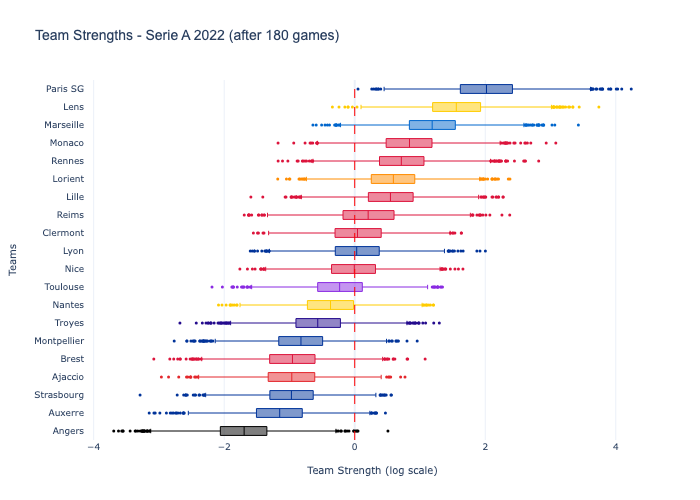 Team Strengths - Serie A 2022 (after 180 games)
Paris SG
Lens
Marseille
Monaco
Rennes
Lorient
Lille
Reims
Clermont
Lyon
Nice
Toulouse
Nantes
Troyes
Montpellier
Brest
Ajaccio
Strasbourg
Auxerre
Angers
Teams
−4 −2 0 2 4
Team Strength (log scale)